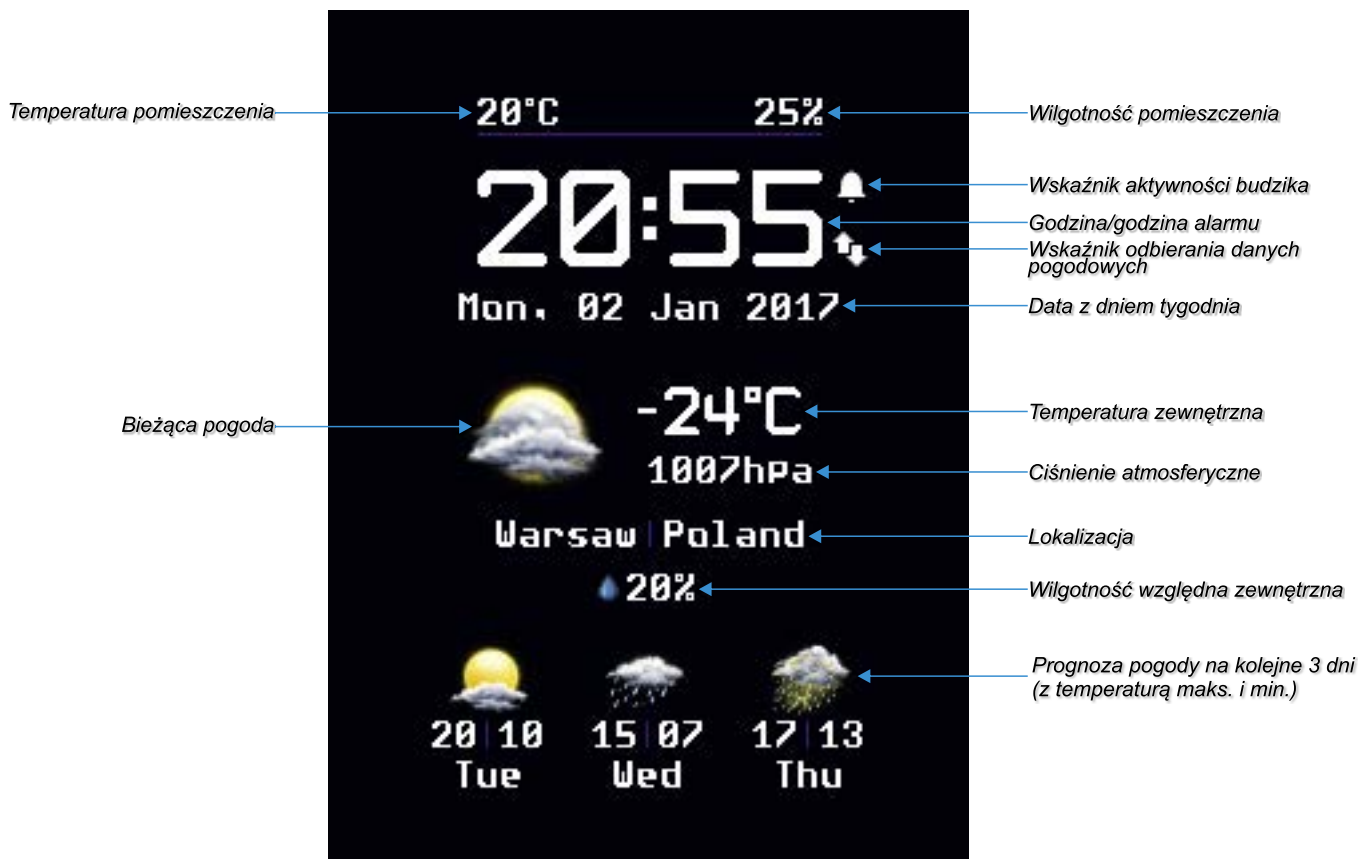 Temperatura pomieszczenia
20°C
25%
Wilgotność pomieszczenia
20:55
Wskaźnik aktywności budzika
Godzina/godzina alarmu
Wskaźnik odbierania danych
pogodowych
Mon. 02 Jan 2017
Data z dniem tygodnia
Bieżąca pogoda
-24°C
Temperatura zewnętrzna
1007hPa
Ciśnienie atmosferyczne
Warsaw|Poland
Lokalizacja
20%
Wilgotność względna zewnętrzna
Prognoza pogody na kolejne 3 dni
(z temperaturą maks. i min.)
20|10 15|07 17|13
Tue Wed Thu